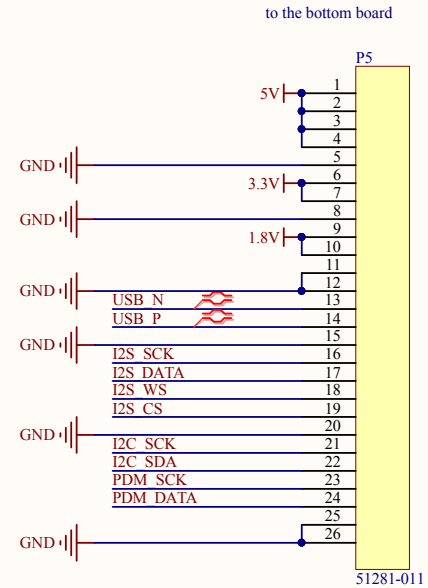 to the bottom board
P5
5V 1
2
3
4
GND 5
3.3V 6
7
GND 8
1.8V 9
10
11
GND 12
USB_N 13
USB_P 14
GND 15
I2S_SCK 16
I2S_DATA 17
I2S_WS 18
I2S_CS 19
GND 20
I2C_SCK 21
I2C_SDA 22
PDM_SCK 23
PDM_DATA 24
25
GND 26
51281-011